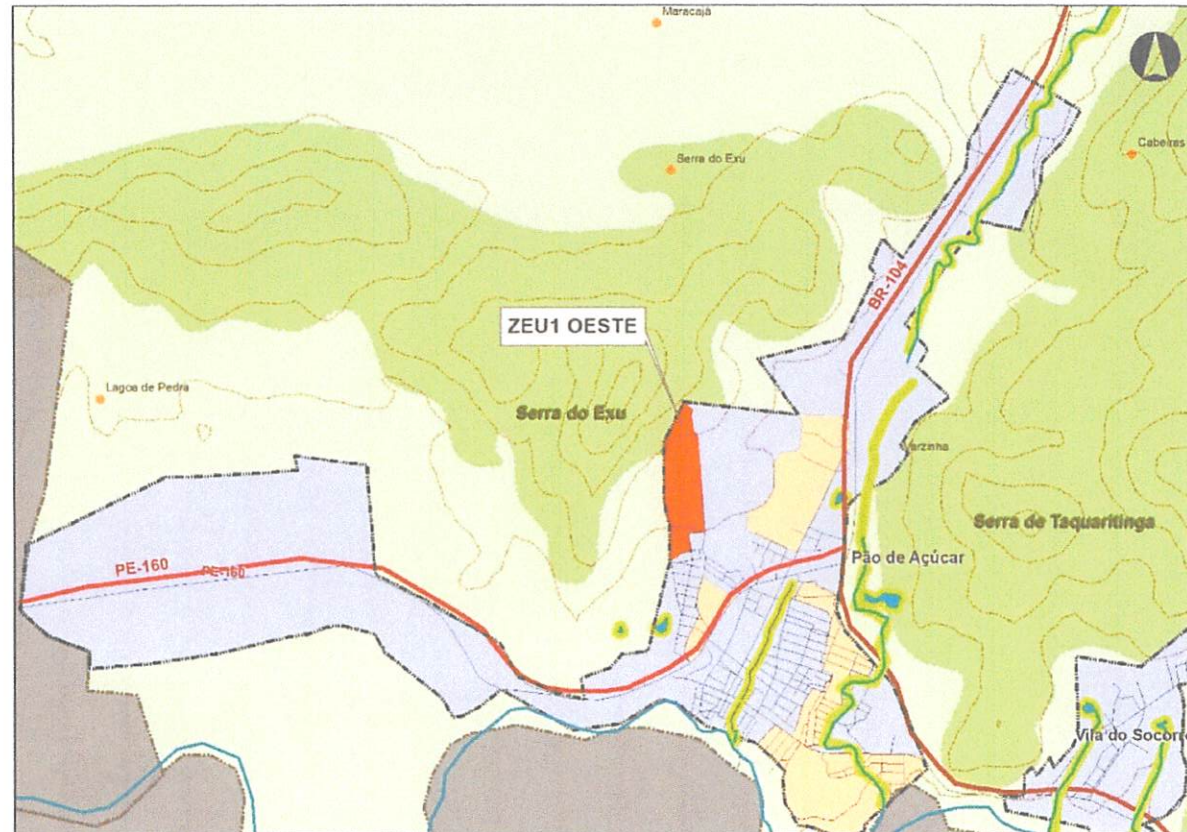 Maracajá
Serra do Exu
Cabeiras
BR-104
ZEU1 OESTE
Lagoa de Pedra
Serra do Exu
Varzinha
Serra de Taquaritinga
Pão de Açúcar
PE-160
PE-160
Vila do Socorro